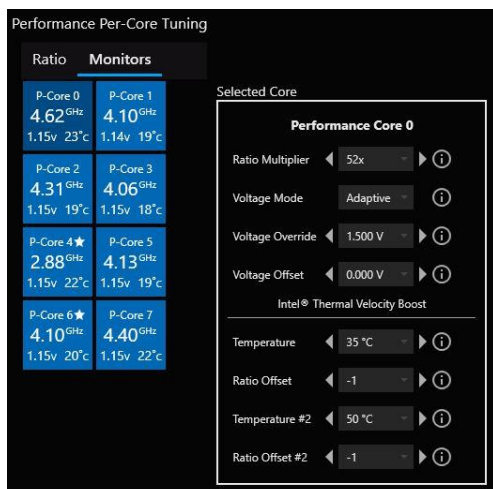 Performance Per-Core Tuning
Ratio Monitors
P-Core 0 P-Core 1
4.62GHz 4.10GHz
1.15v 23°c 1.14v 19°c
P-Core 2 P-Core 3
4.31GHz 4.06GHz
1.15v 19°c 1.15v 18°c
P-Core 4★ P-Core 5
2.88GHz 4.13GHz
1.15v 22°c 1.15v 19°c
P-Core 6★ P-Core 7
4.10GHz 4.40GHz
1.15v 20°c 1.15v 22°c
Selected Core
Performance Core 0
Ratio Multiplier 52x
Voltage Mode Adaptive
Voltage Override 1.500 V
Voltage Offset 0.000 V
Intel® Thermal Velocity Boost
Temperature 35 °C
Ratio Offset -1
Temperature #2 50 °C
Ratio Offset #2 -1